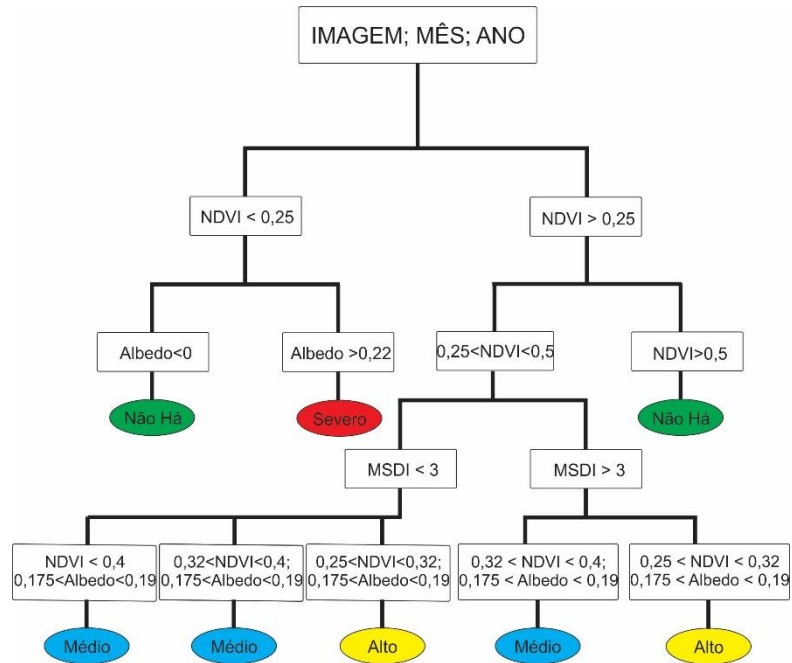 IMAGEM; MÊS; ANO
NDVI < 0,25
NDVI > 0,25
Albedo<0
Albedo >0,22
0,25<NDVI<0,5
NDVI>0,5
Não Há
Severo
Não Há
MSDI < 3
MSDI > 3
NDVI < 0,4
0,175<Albedo<0,19
0,32<NDVI<0,4;
0,175<Albedo<0,19
0,25<NDVI<0,32;
0,175<Albedo<0,19
0,32 < NDVI < 0,4;
0,175 < Albedo < 0,19
0,25 < NDVI < 0,32
0,175 < Albedo < 0,19
Médio
Médio
Alto
Médio
Alto